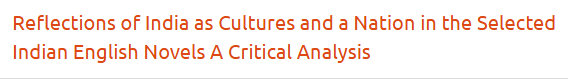 Reflections of India as Cultures and a Nation in the Selected
Indian English Novels A Critical Analysis